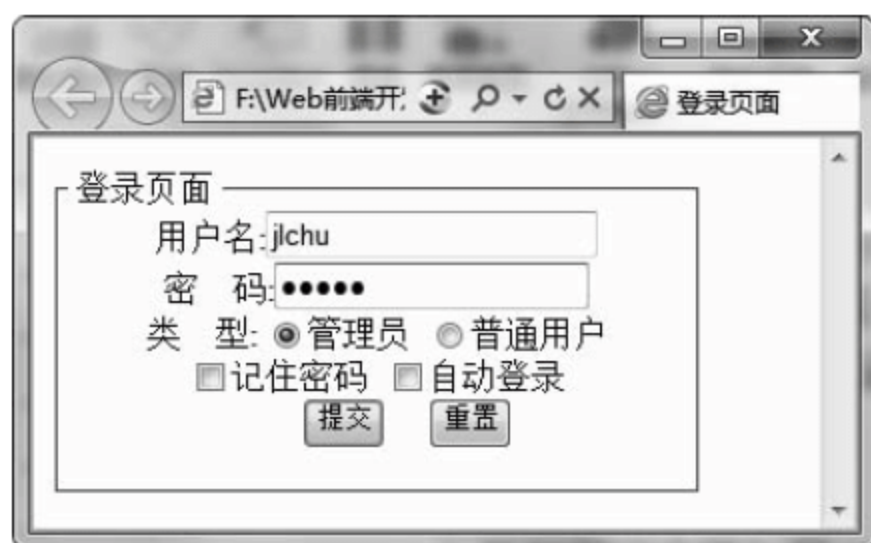 F:\Web前端开
登录页面
登录页面
用户名:jlchu
密 码:•••••
类 型: 管理员 普通用户
记住密码 自动登录
提交 重置